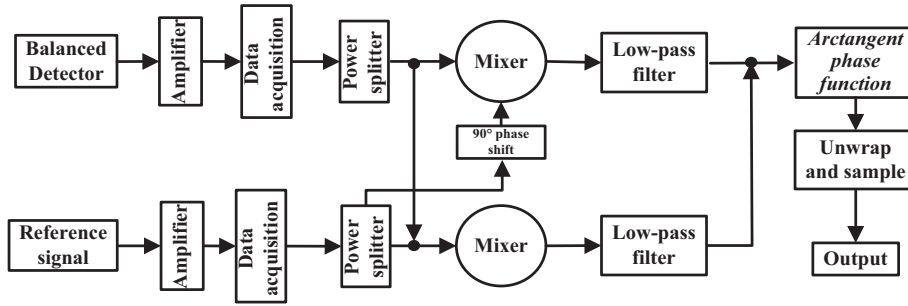 Balanced
Detector
Amplifier
Data
acquisition
Power
splitter
Mixer
Low-pass
filter
Arctangent
phase
function
90° phase
shift
Unwrap
and sample
Reference
signal
Amplifier
Data
acquisition
Power
splitter
Mixer
Low-pass
filter
Output